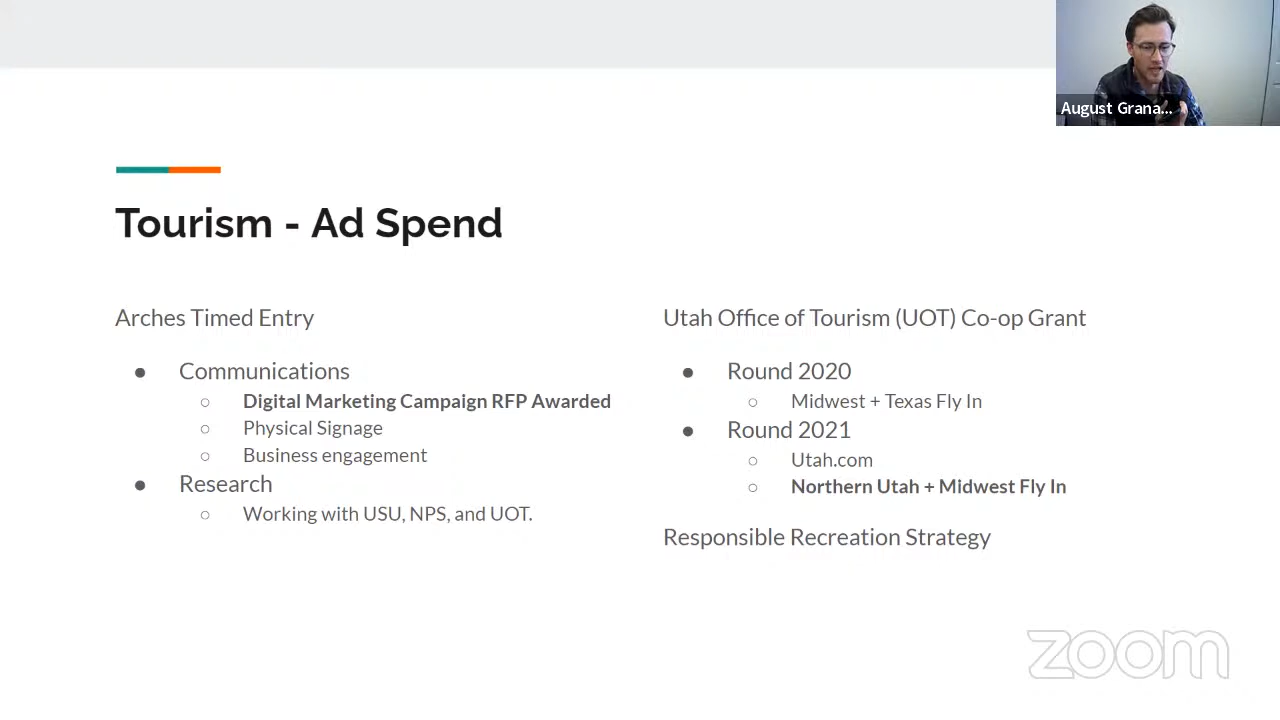 August Grana...
Tourism - Ad Spend
Arches Timed Entry
● Communications
○ Digital Marketing Campaign RFP Awarded
○ Physical Signage
○ Business engagement
● Research
○ Working with USU, NPS, and UOT.
Utah Office of Tourism (UOT) Co-op Grant
● Round 2020
○ Midwest + Texas Fly In
● Round 2021
○ Utah.com
○ Northern Utah + Midwest Fly In
Responsible Recreation Strategy
zoom